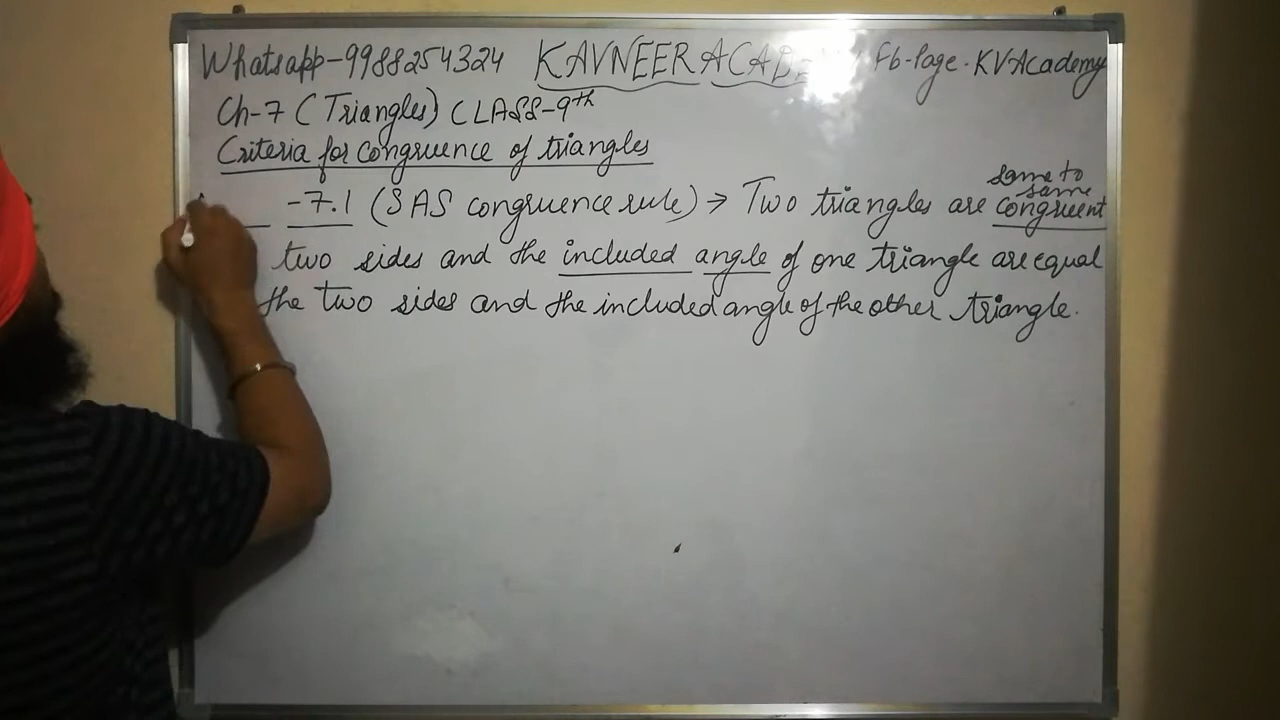 Whatsapp-9988254324 KAVNEER ACAD Fb-Page-KVAcademy
Ch-7 (Triangles) CLASS-9th
Criteria for congruence of triangles
same to
same
-7.1 (SAS congruence rule) → Two triangles are congruent
two sides and the included angle of one triangle are equal
the two sides and the included angle of the other triangle.